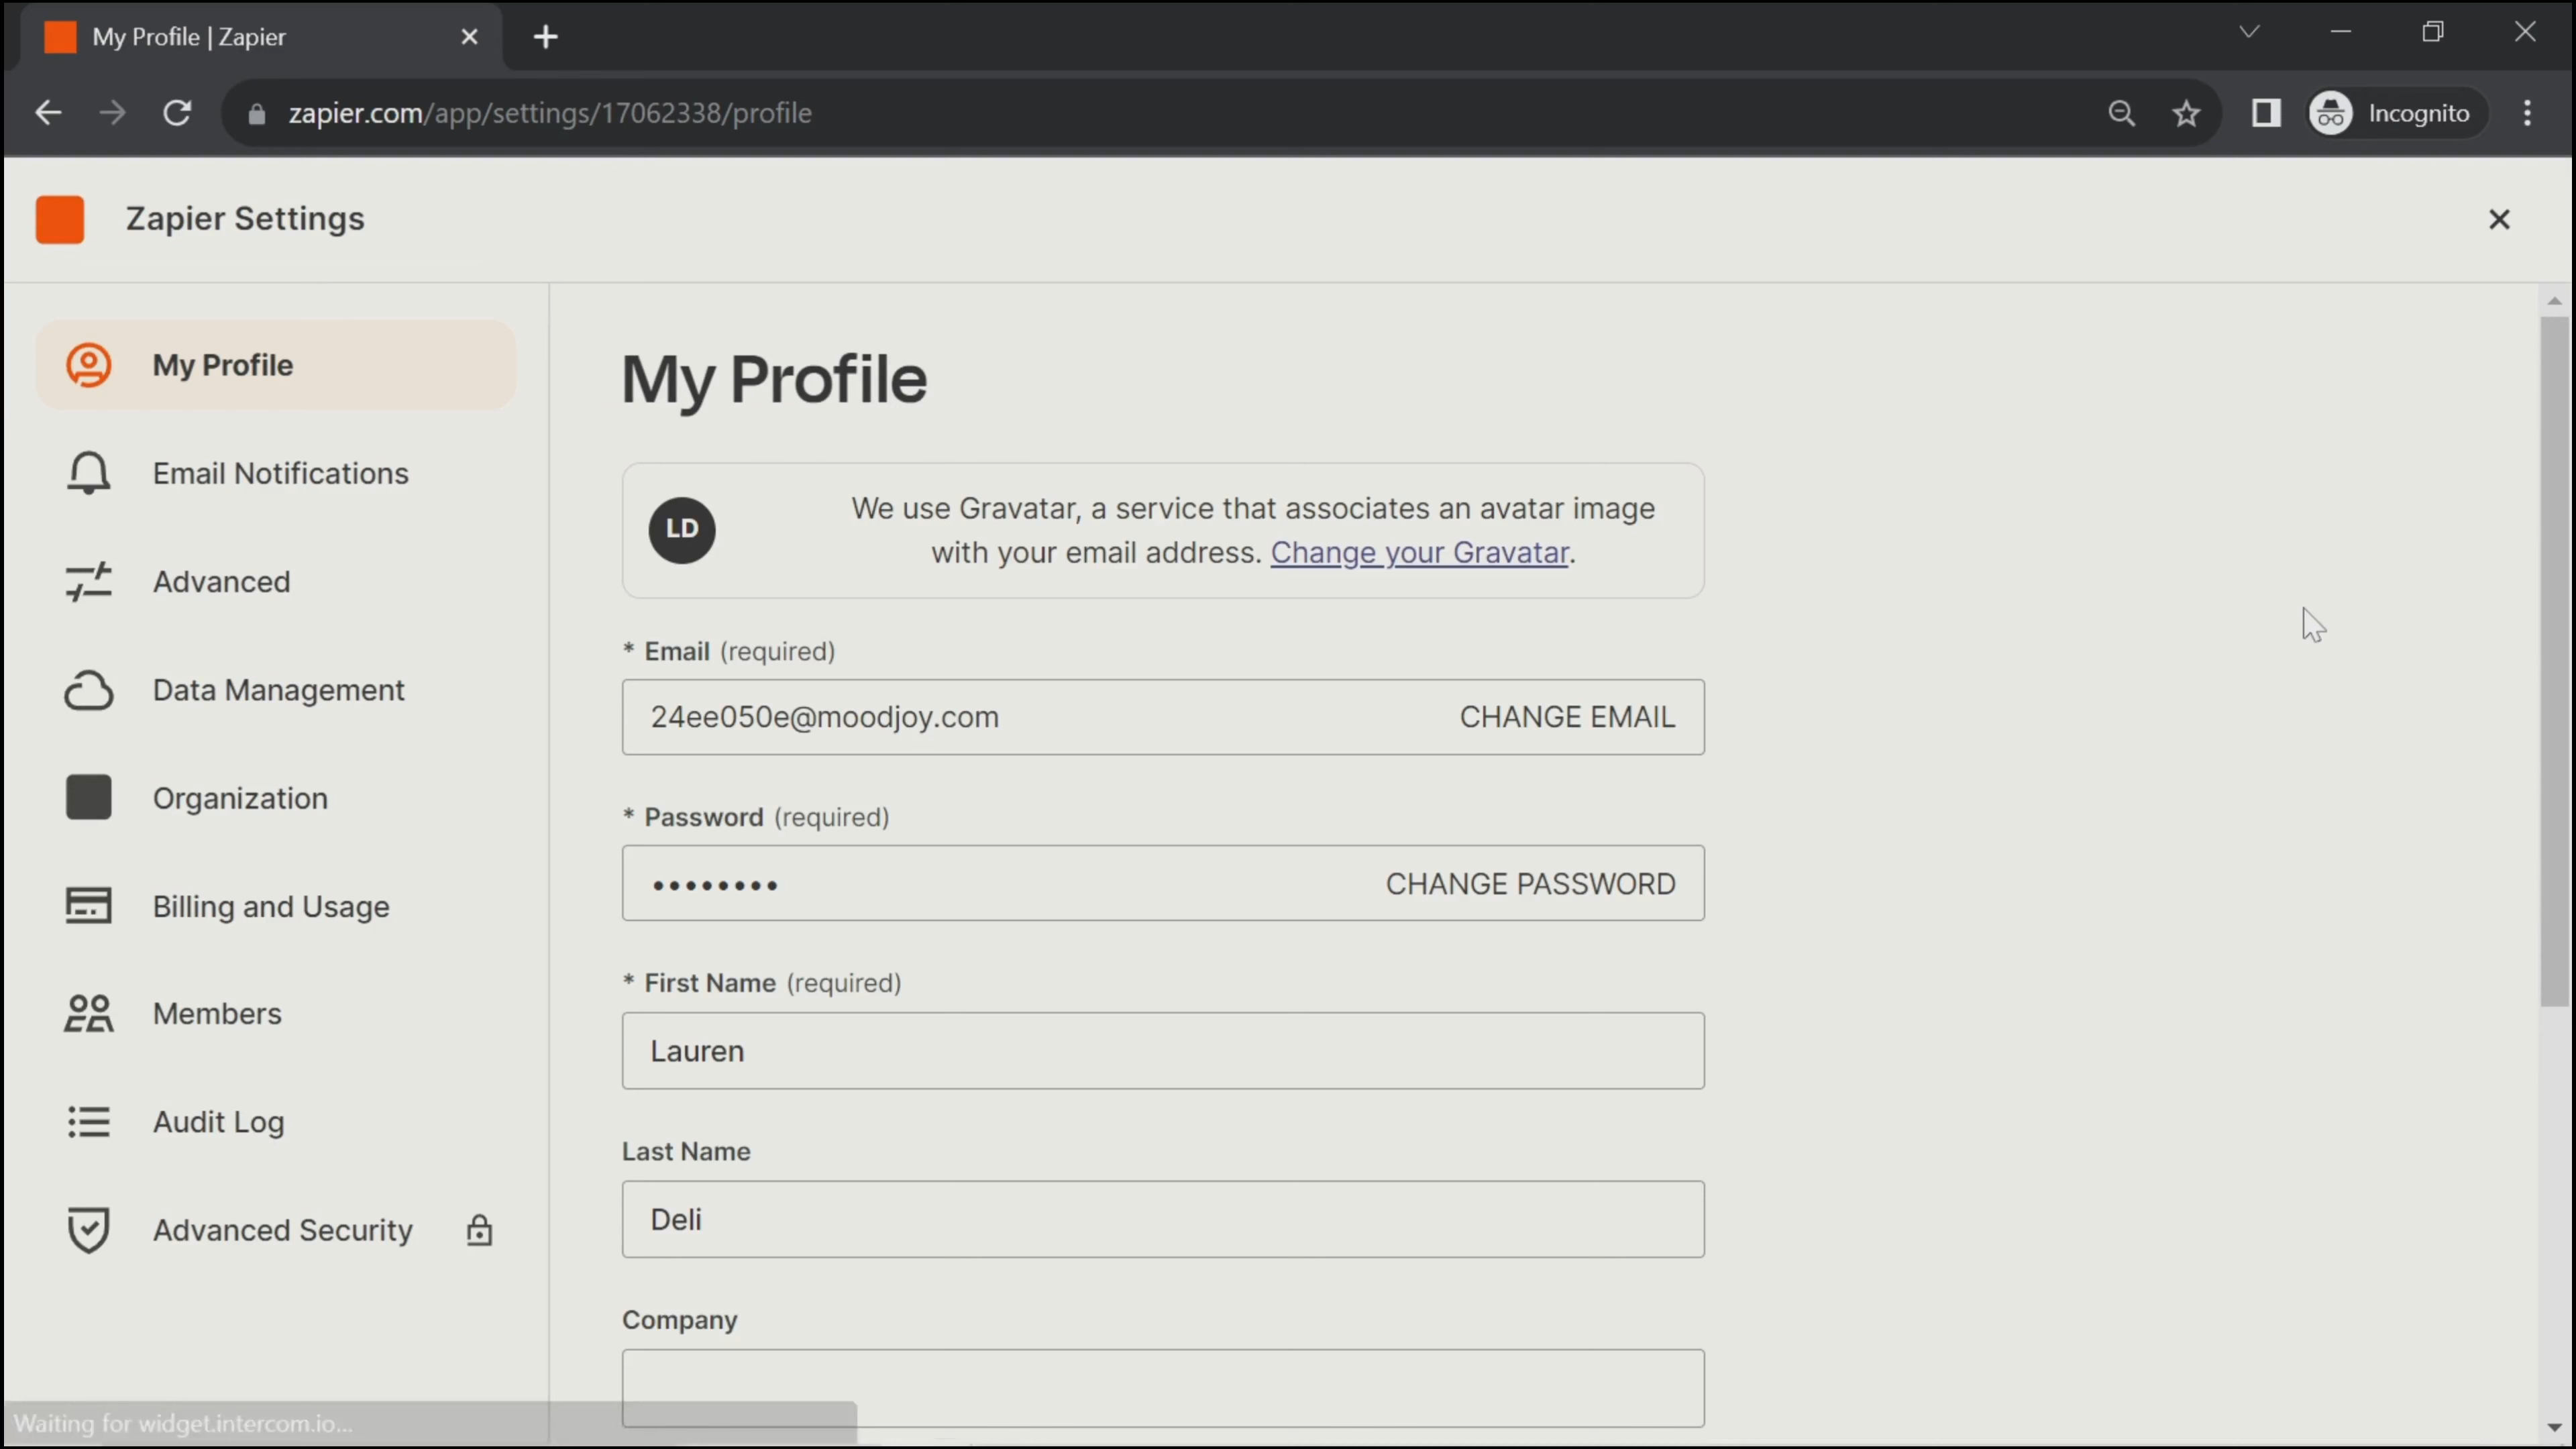 My Profile | Zapier
zapier.com/app/settings/17062338/profile
Incognito
Zapier Settings
My Profile
Email Notifications
Advanced
Data Management
Organization
Billing and Usage
Members
Audit Log
Advanced Security
My Profile
LD
We use Gravatar, a service that associates an avatar image
with your email address. Change your Gravatar.
* Email (required)
24ee050e@moodjoy.com CHANGE EMAIL
* Password (required)
•••••••• CHANGE PASSWORD
* First Name (required)
Lauren
Last Name
Deli
Company
Waiting for widget.intercom.io...